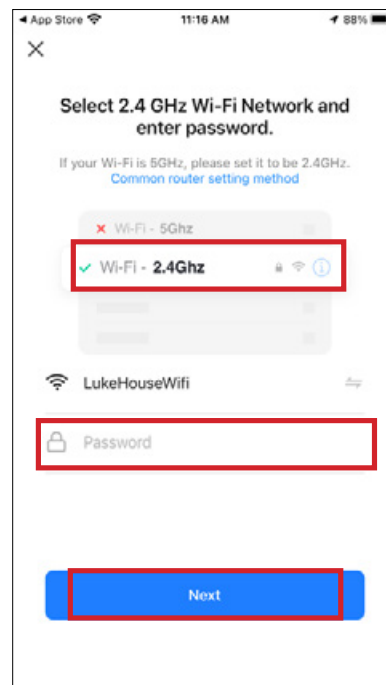 App Store 11:16 AM 88%
Select 2.4 GHz Wi-Fi Network and
enter password.
If your Wi-Fi is 5GHz, please set it to be 2.4GHz.
Common router setting method
Wi-Fi - 5Ghz
Wi-Fi - 2.4Ghz
LukeHouseWifi
Password
Next